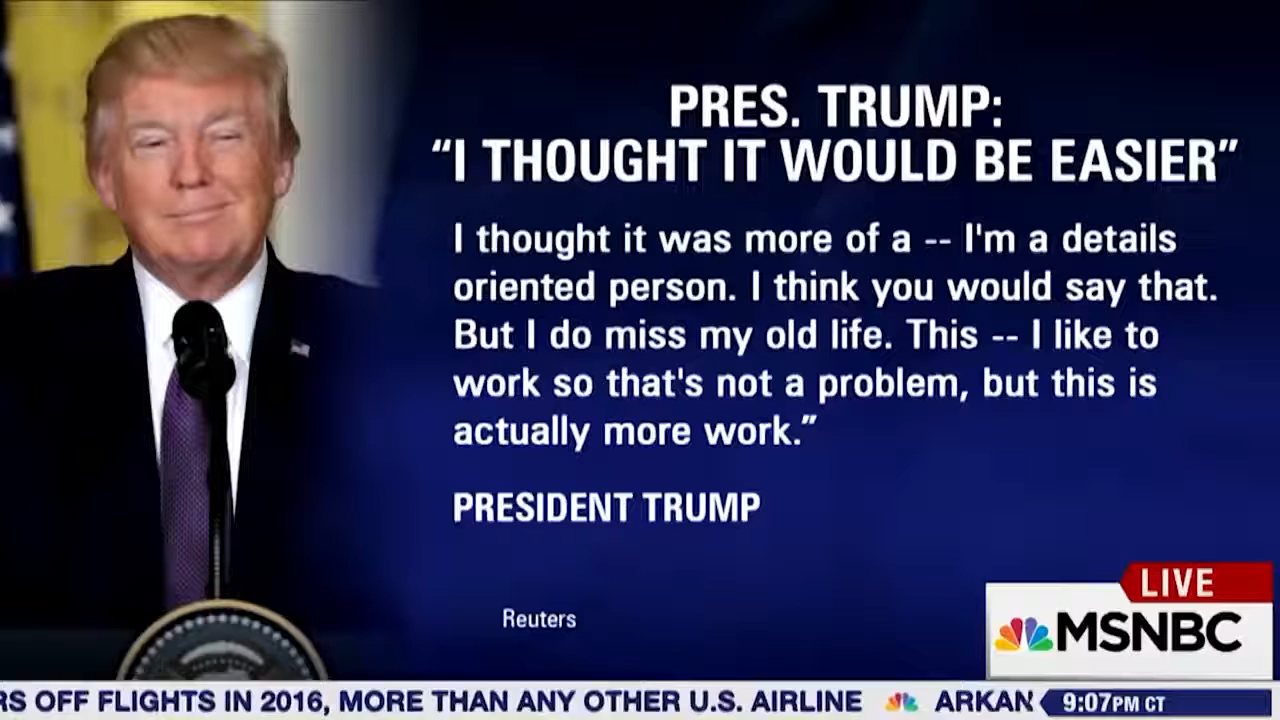 PRES. TRUMP:
“I THOUGHT IT WOULD BE EASIER”
I thought it was more of a -- I'm a details
oriented person. I think you would say that.
But I do miss my old life. This -- I like to
work so that's not a problem, but this is
actually more work.”
PRESIDENT TRUMP
Reuters
LIVE
MSNBC
RS OFF FLIGHTS IN 2016, MORE THAN ANY OTHER U.S. AIRLINE ARKAN 9:07PM CT